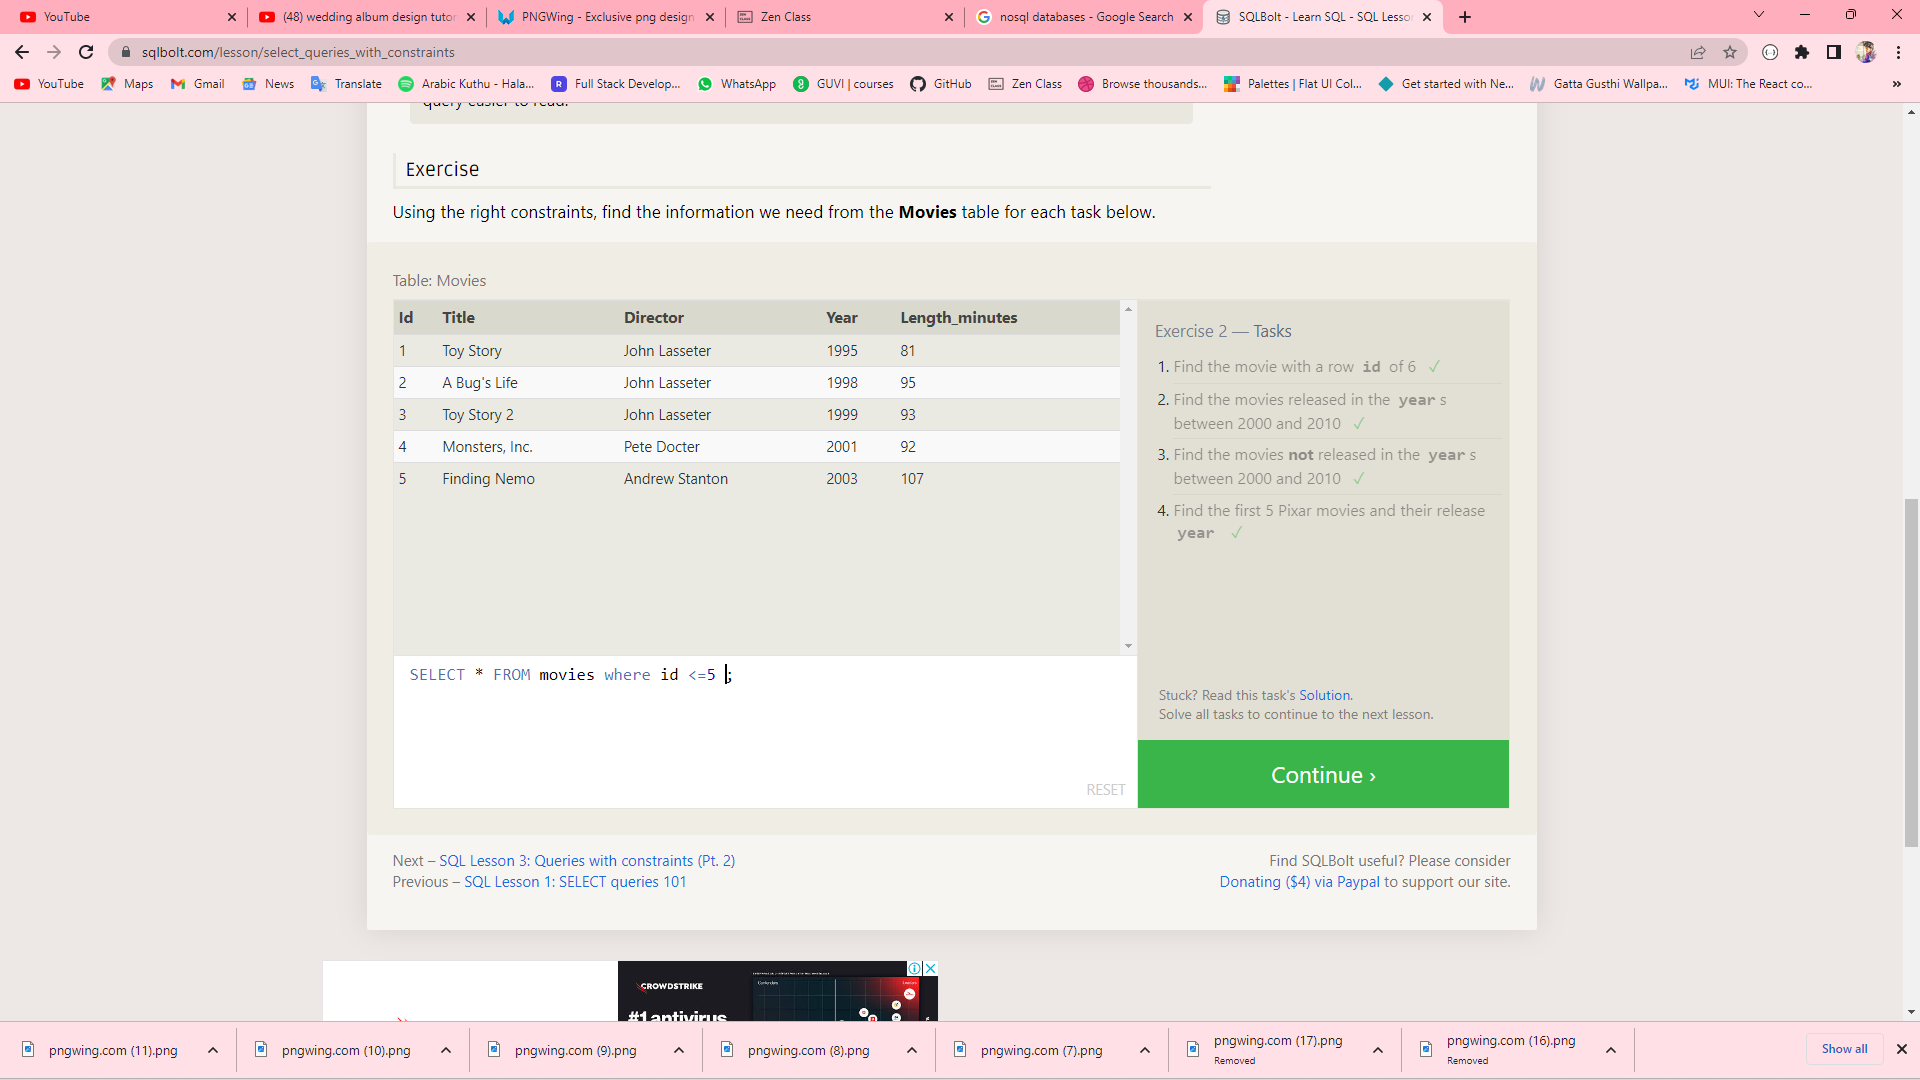 YouTube
(48) wedding album design tutor
PNGWing - Exclusive png design
Zen Class
nosql databases - Google Search
SQLBolt - Learn SQL - SQL Lesso
sqlbolt.com/lesson/select_queries_with_constraints
YouTube Maps Gmail News Translate Arabic Kuthu - Hala... Full Stack Develop... WhatsApp GUVI | courses GitHub Zen Class Browse thousands... Palettes | Flat UI Col... Get started with Ne... Gatta Gusthi Wallpa... MUI: The React co... »
query easier to read.
Exercise
Using the right constraints, find the information we need from the Movies table for each task below.
Table: Movies
Id Title Director Year Length_minutes
1 Toy Story John Lasseter 1995 81
2 A Bug's Life John Lasseter 1998 95
3 Toy Story 2 John Lasseter 1999 93
4 Monsters, Inc. Pete Docter 2001 92
5 Finding Nemo Andrew Stanton 2003 107
SELECT * FROM movies where id <=5 ;
RESET
Exercise 2 — Tasks
1. Find the movie with a row id of 6 ✓
2. Find the movies released in the year s
between 2000 and 2010 ✓
3. Find the movies not released in the year s
between 2000 and 2010 ✓
4. Find the first 5 Pixar movies and their release
year ✓
Stuck? Read this task's Solution.
Solve all tasks to continue to the next lesson.
Continue ›
Next – SQL Lesson 3: Queries with constraints (Pt. 2)
Previous – SQL Lesson 1: SELECT queries 101
Find SQLBolt useful? Please consider
Donating ($4) via Paypal to support our site.
CROWDSTRIKE
#1 antivirus
pngwing.com (11).png
pngwing.com (10).png
pngwing.com (9).png
pngwing.com (8).png
pngwing.com (7).png
pngwing.com (17).png
Removed
pngwing.com (16).png
Removed
Show all